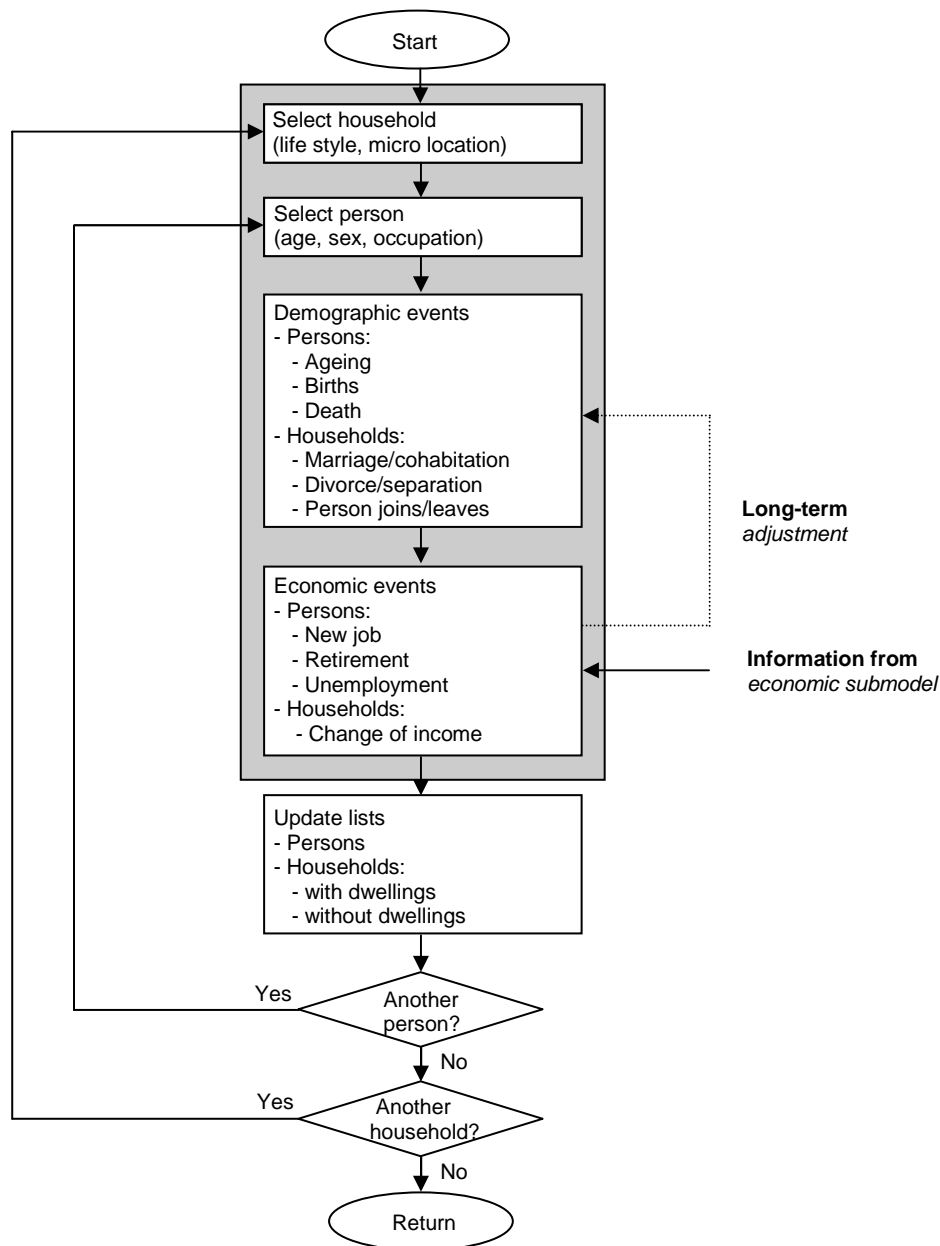 Start
Select household
(life style, micro location)
Select person
(age, sex, occupation)
Demographic events
- Persons:
- Ageing
- Births
- Death
- Households:
- Marriage/cohabitation
- Divorce/separation
- Person joins/leaves
Long-term
adjustment
Economic events
- Persons:
- New job
- Retirement
- Unemployment
- Households:
- Change of income
Information from
economic submodel
Update lists
- Persons
- Households:
- with dwellings
- without dwellings
Yes
Another
person?
No
Yes
Another
household?
No
Return